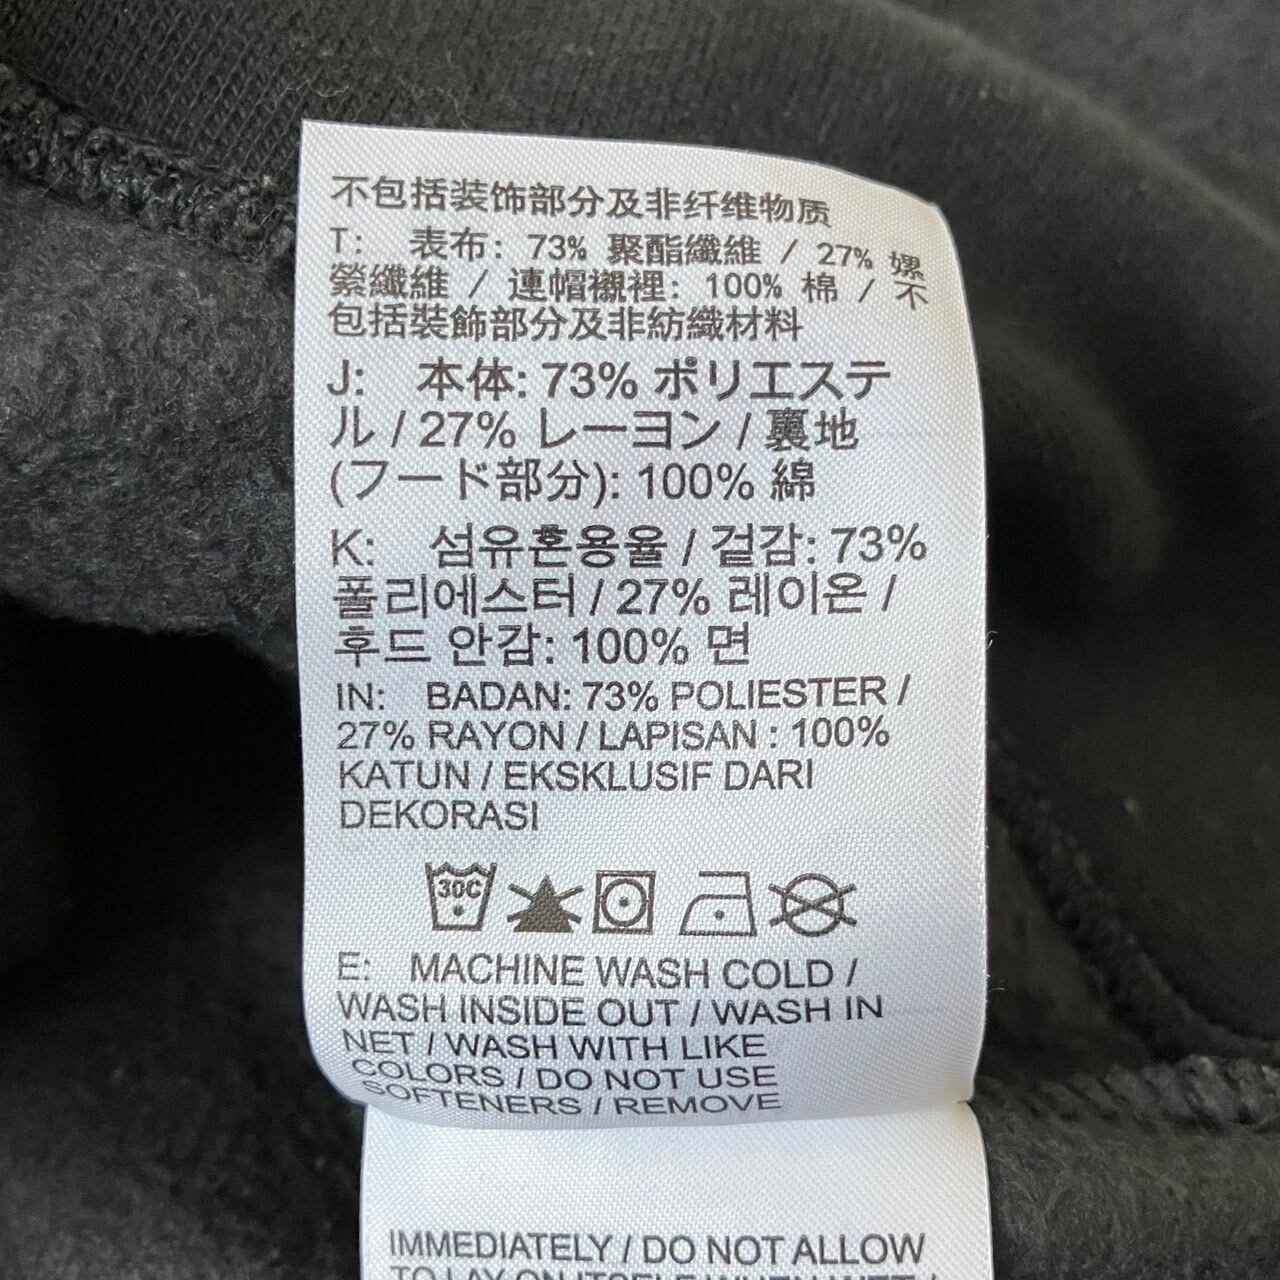 不包括装饰部分及非纤维物质
T: 表布: 73% 聚酯纖維 / 27% 嫘
縈纖維 / 連帽襯裡: 100% 棉 / 不
包括裝飾部分及非紡織材料
J: 本体: 73% ポリエステ
ル / 27% レーヨン / 裏地
(フード部分): 100% 綿
K: 섬유혼용율 / 겉감: 73%
폴리에스터 / 27% 레이온 /
후드 안감: 100% 면
IN: BADAN: 73% POLIESTER /
27% RAYON / LAPISAN : 100%
KATUN / EKSKLUSIF DARI
DEKORASI
30C
E: MACHINE WASH COLD /
WASH INSIDE OUT / WASH IN
NET / WASH WITH LIKE
COLORS / DO NOT USE
SOFTENERS / REMOVE
IMMEDIATELY / DO NOT ALLOW
TO LAY ON ITSELF WHEN WET /